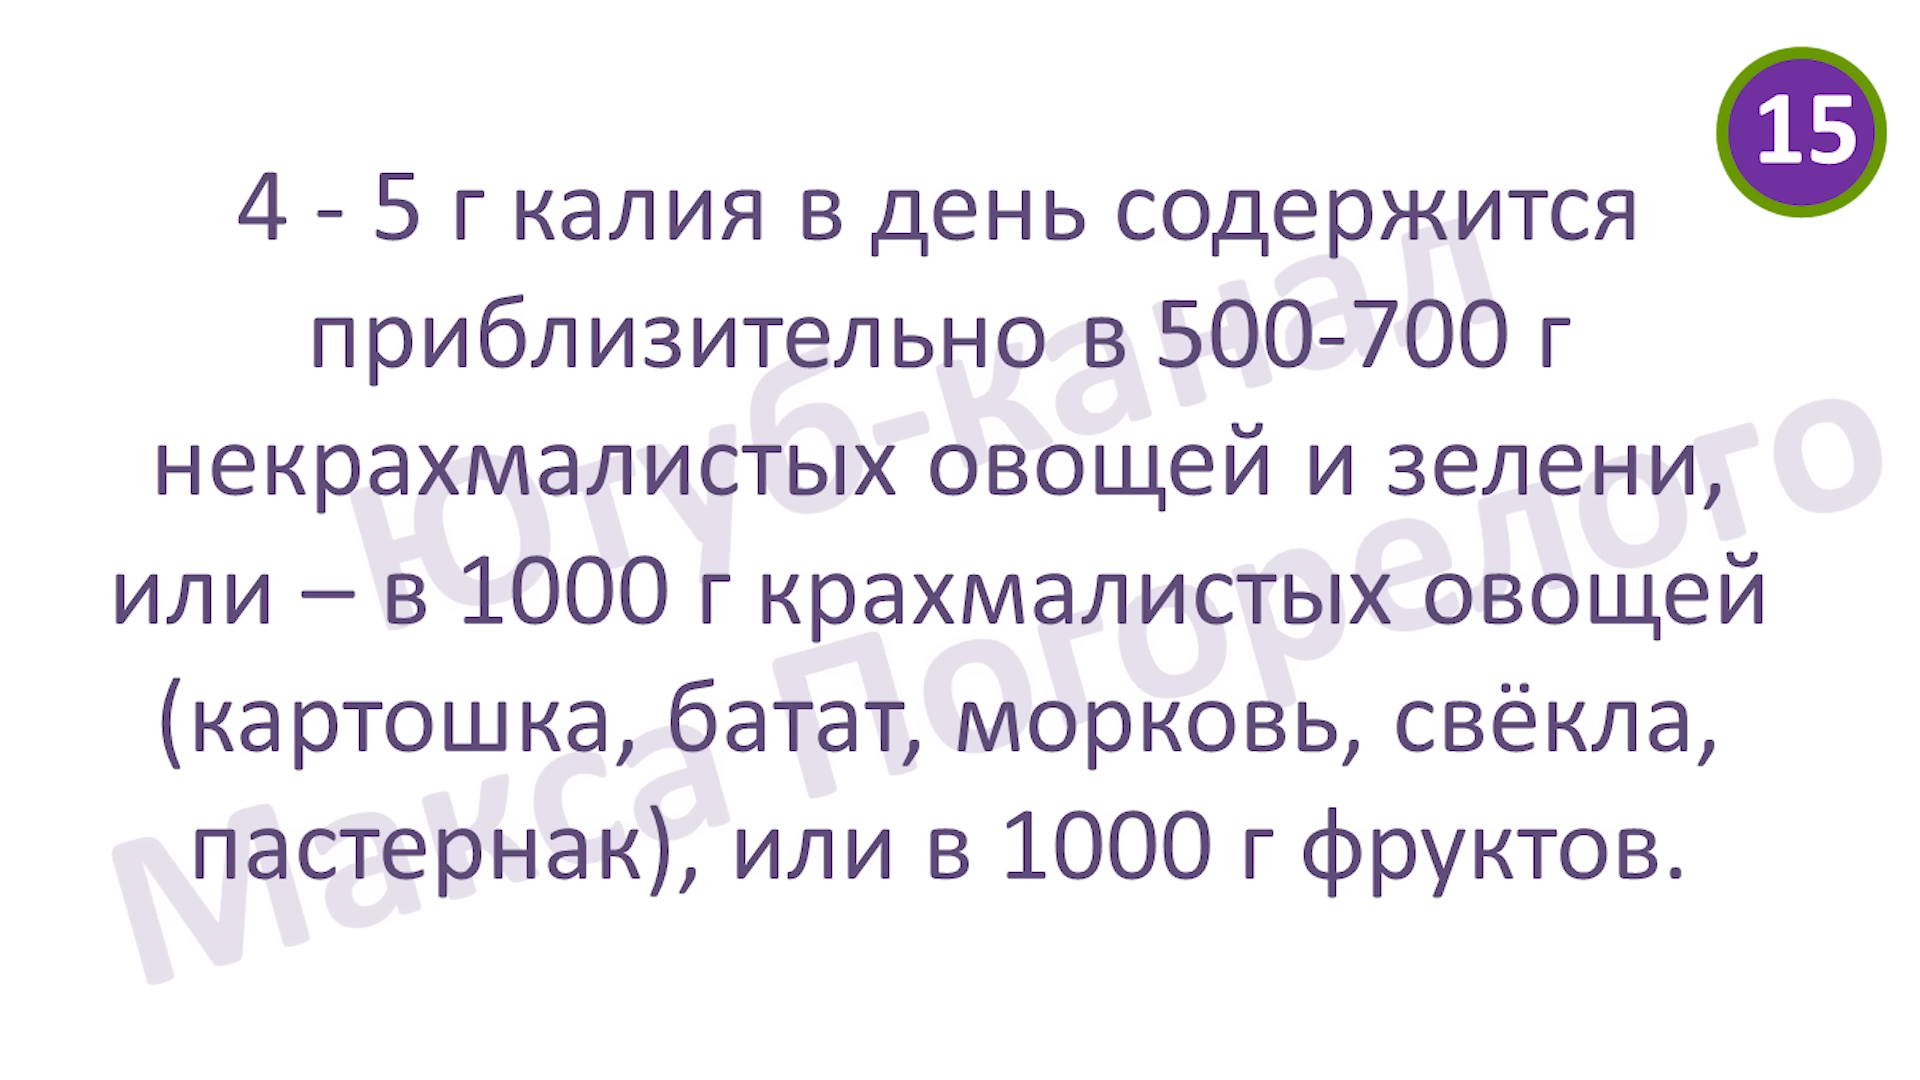 15
4 - 5 г калия в день содержится
приблизительно в 500-700 г
некрахмалистых овощей и зелени,
или – в 1000 г крахмалистых овощей
(картошка, батат, морковь, свёкла,
пастернак), или в 1000 г фруктов.
Ютуб-канал
Макса Погорелого